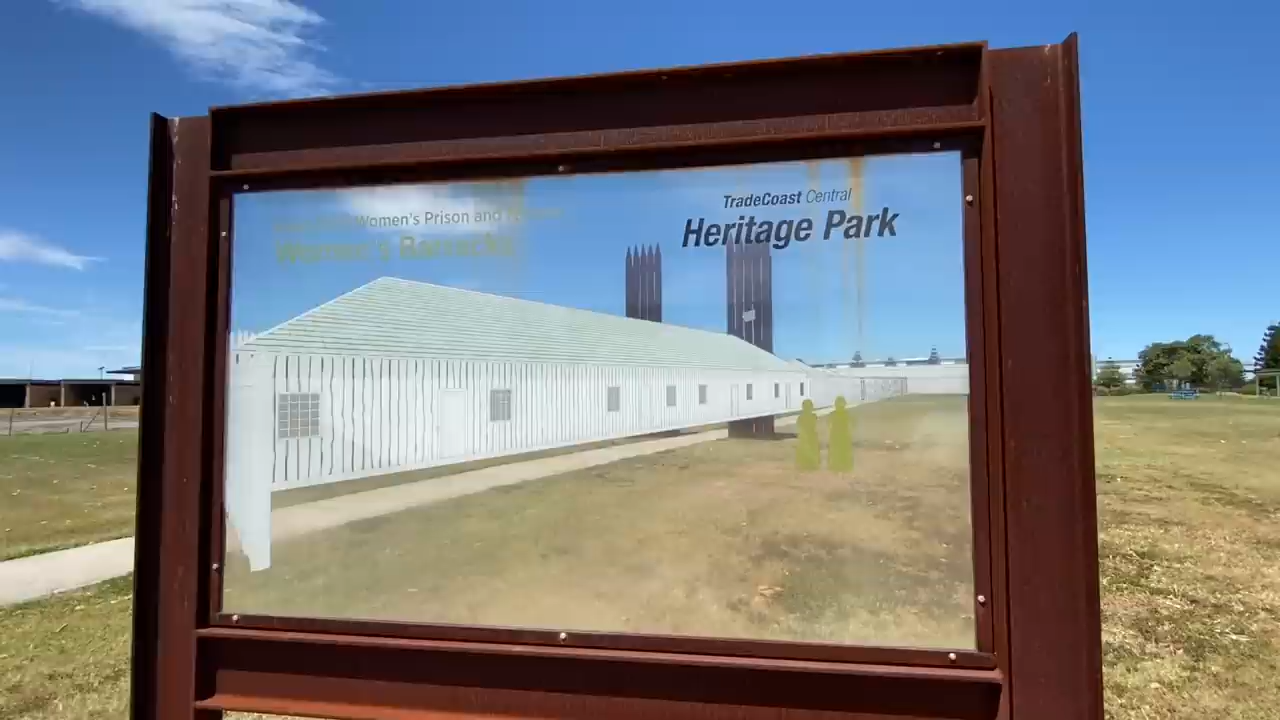 Women's Prison and
Women's Barracks
TradeCoast Central
Heritage Park